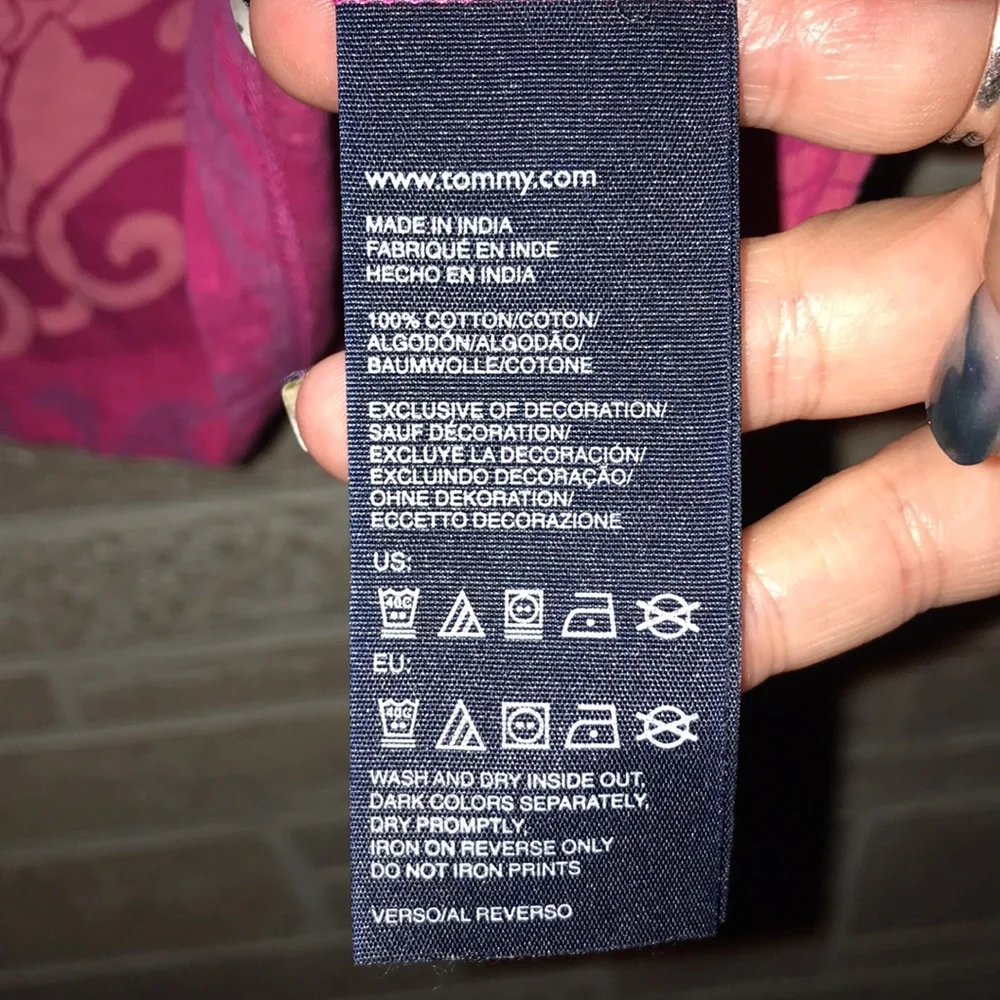 www.tommy.com
MADE IN INDIA
FABRIQUÉ EN INDE
HECHO EN INDIA
100% COTTON/COTON/
ALGODÓN/ALGODÃO/
BAUMWOLLE/COTONE
EXCLUSIVE OF DECORATION/
SAUF DÉCORATION/
EXCLUYE LA DECORACIÓN/
EXCLUINDO DECORAÇÃO/
OHNE DEKORATION/
ECCETTO DECORAZIONE
US:
40C
EU:
40C
WASH AND DRY INSIDE OUT,
DARK COLORS SEPARATELY,
DRY PROMPTLY,
IRON ON REVERSE ONLY
DO NOT IRON PRINTS
VERSO/AL REVERSO